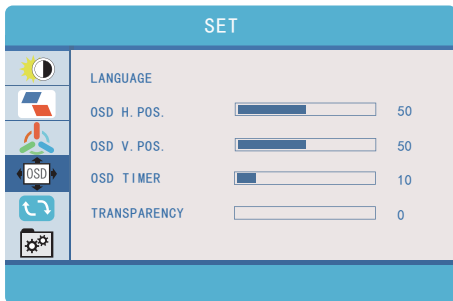 SET
LANGUAGE
OSD H. POS. 50
OSD V. POS. 50
OSD OSD TIMER 10
TRANSPARENCY 0